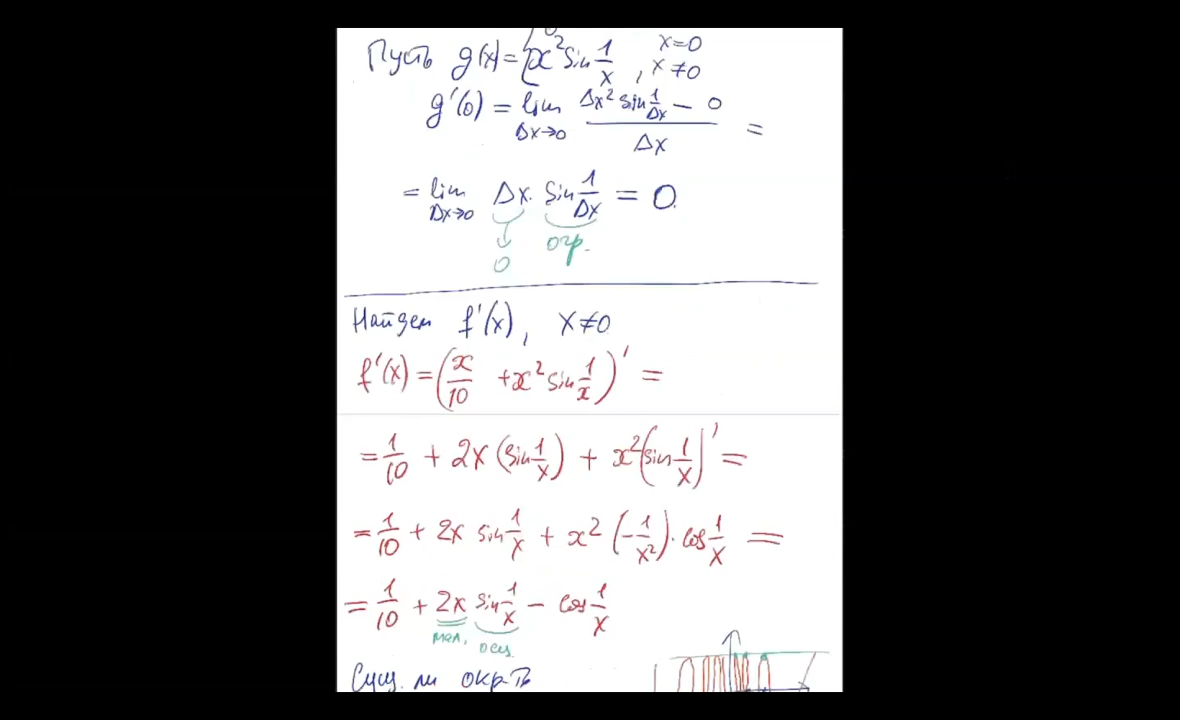 Пусть g(x) = { 0, x=0
x² sin 1/x, x≠0
g'(0) = lim Δx→0 (Δx² sin 1/Δx − 0)/Δx =
= lim Δx→0 Δx · sin 1/Δx = 0.
↓ огр.
0
Найдем f'(x), x≠0
f'(x) = (x/10 + x² sin 1/x)' =
= 1/10 + 2x (sin 1/x) + x² (sin 1/x)' =
= 1/10 + 2x sin 1/x + x² (−1/x²) · cos 1/x =
= 1/10 + 2x sin 1/x − cos 1/x
мал. осц.
Сущ. ли окр-ть